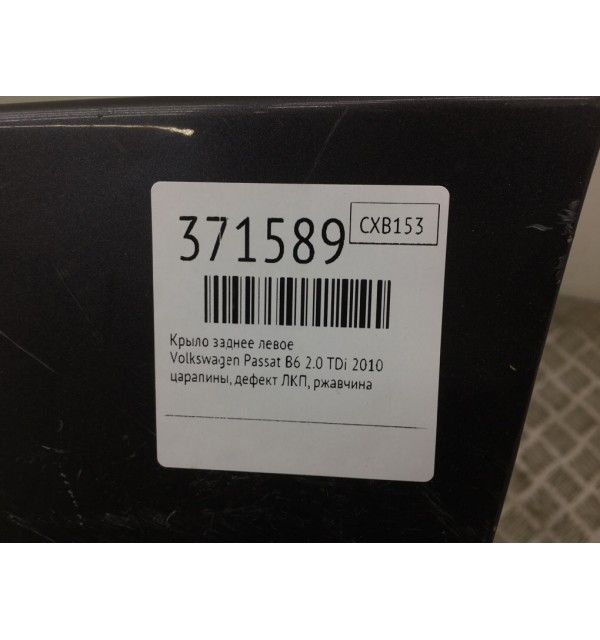 371589
CXB153
Крыло заднее левое
Volkswagen Passat B6 2.0 TDi 2010
царапины, дефект ЛКП, ржавчина